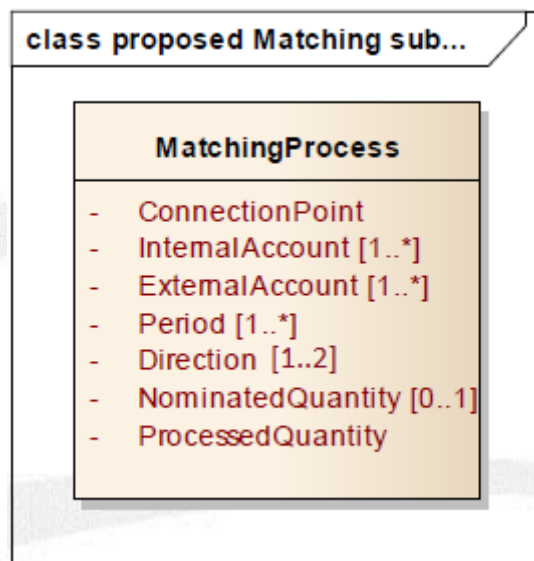 class proposed Matching sub...
MatchingProcess
- ConnectionPoint
- InternalAccount [1..*]
- ExternalAccount [1..*]
- Period [1..*]
- Direction [1..2]
- NominatedQuantity [0..1]
- ProcessedQuantity